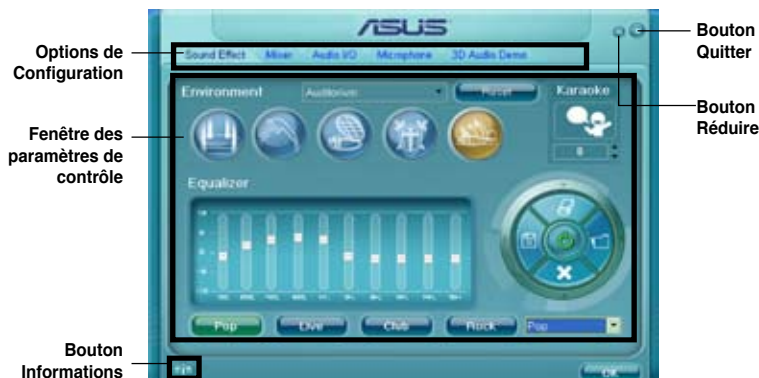 ASUS
Bouton
Quitter
Options de
Configuration
Sound Effect Mixer Audio I/O Microphone 3D Audio Demo
Bouton
Réduire
Environment Auditorium Reset Karaoke
Fenêtre des
paramètres de
contrôle
Equalizer
Pop Live Club Rock Pop
Bouton
Informations
OK